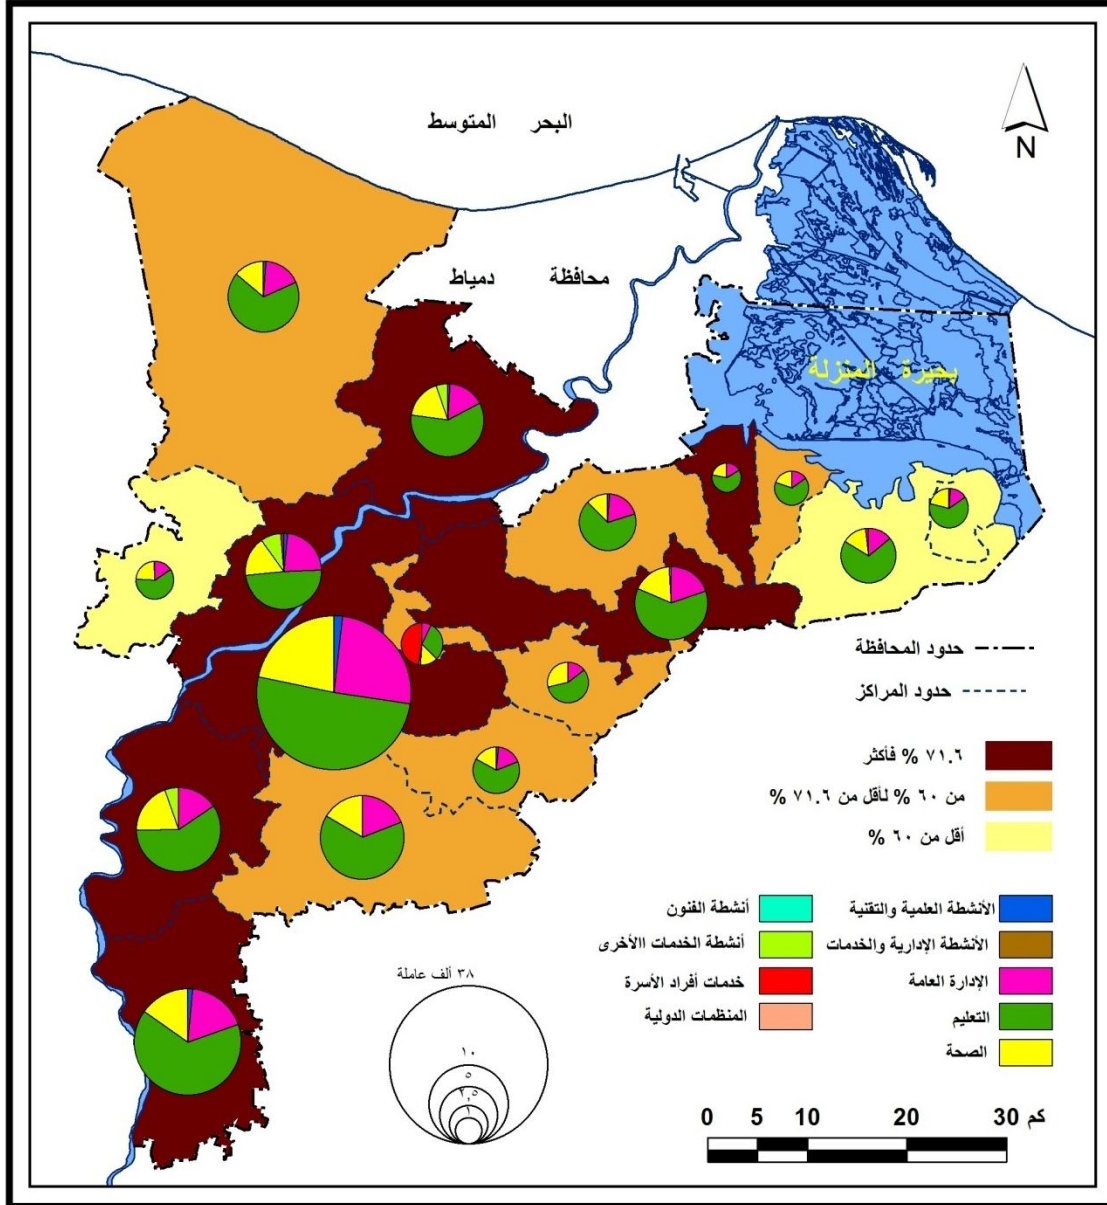 البحر المتوسط
N
محافظة دمياط
بحيرة المنزلة
حدود المحافظة
حدود المراكز
٧١.٦ % فأكثر
من ٦٠ % لأقل من ٧١.٦ %
أقل من ٦٠ %
الأنشطة العلمية والتقنية
أنشطة الفنون
الأنشطة الإدارية والخدمات
أنشطة الخدمات االأخرى
الإدارة العامة
خدمات أفراد الأسرة
التعليم
المنظمات الدولية
الصحة
٣٨ ألف عاملة
١٠
٥
٢,٥
١
0 5 10 20 30 كم